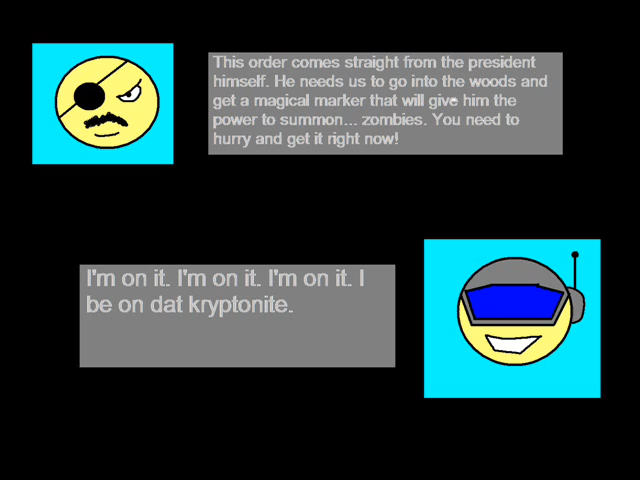 This order comes straight from the president
himself. He needs us to go into the woods and
get a magical marker that will give him the
power to summon... zombies. You need to
hurry and get it right now!
I'm on it. I'm on it. I'm on it. I
be on dat kryptonite.